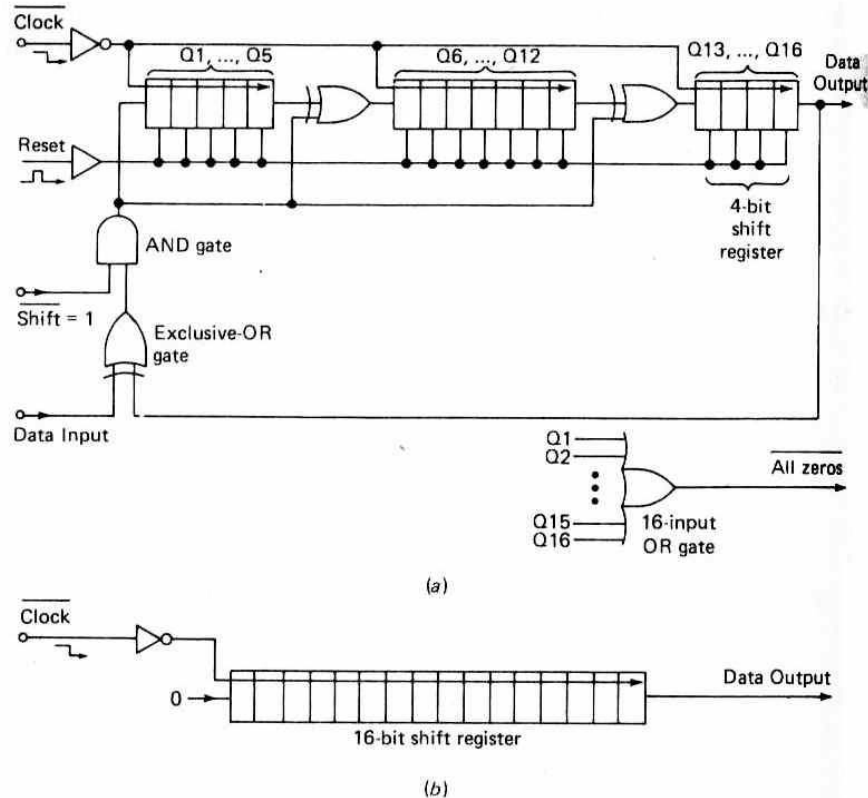 Clock
Q1, ..., Q5
Q6, ..., Q12
Q13, ..., Q16
Data
Output
Reset
4-bit
shift
register
AND gate
Shift = 1
Exclusive-OR
gate
Data Input
Q1
Q2
All zeros
Q15
Q16
16-input
OR gate
(a)
Clock
0
Data Output
16-bit shift register
(b)